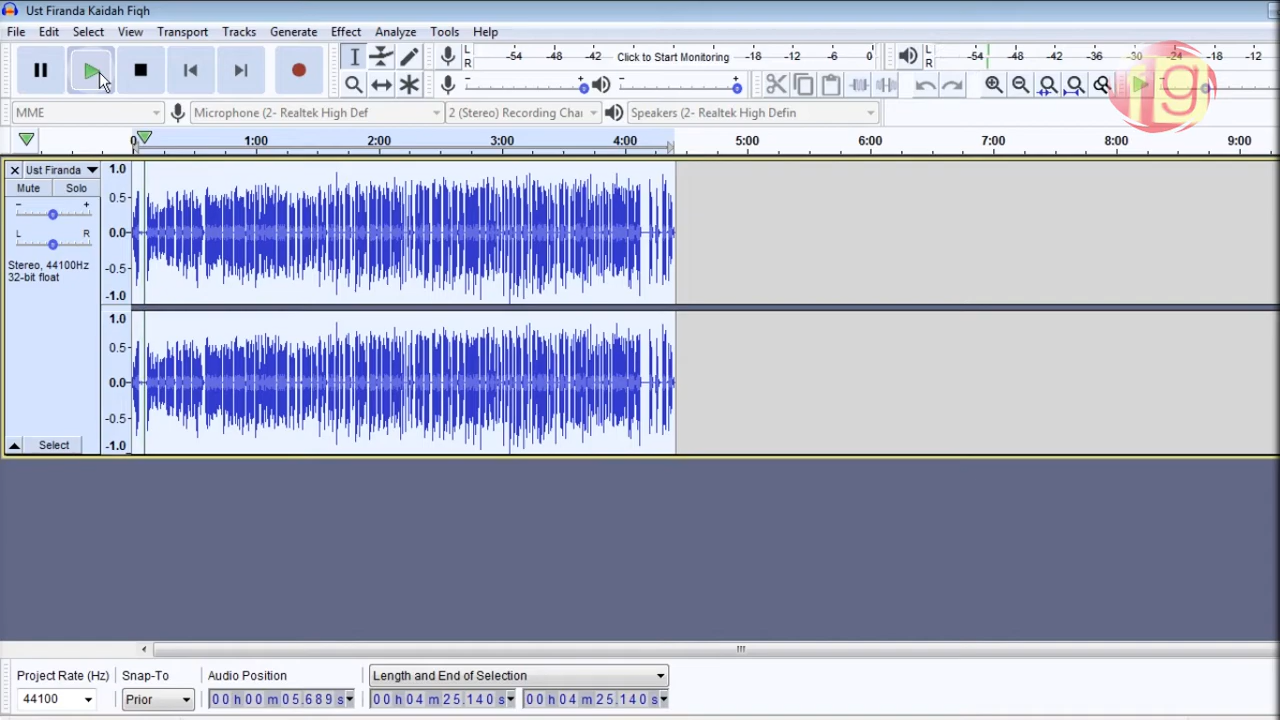 Ust Firanda Kaidah Fiqh
File Edit Select View Transport Tracks Generate Effect Analyze Tools Help
L R -54 -48 -42 Click to Start Monitoring -18 -12 -6 0 L R -54 -48 -42 -36 -30 -24 -18 -12
- + - +
MME Microphone (2- Realtek High Def 2 (Stereo) Recording Chai Speakers (2- Realtek High Defin
0 1:00 2:00 3:00 4:00 5:00 6:00 7:00 8:00 9:00
Ust Firanda 1.0
Mute Solo 0.5
- +
L R 0.0
Stereo, 44100Hz -0.5
32-bit float
-1.0
1.0
0.5
0.0
-0.5
Select -1.0
Project Rate (Hz) Snap-To Audio Position Length and End of Selection
44100 Prior 00 h 00 m 05.689 s 00 h 04 m 25.140 s 00 h 04 m 25.140 s